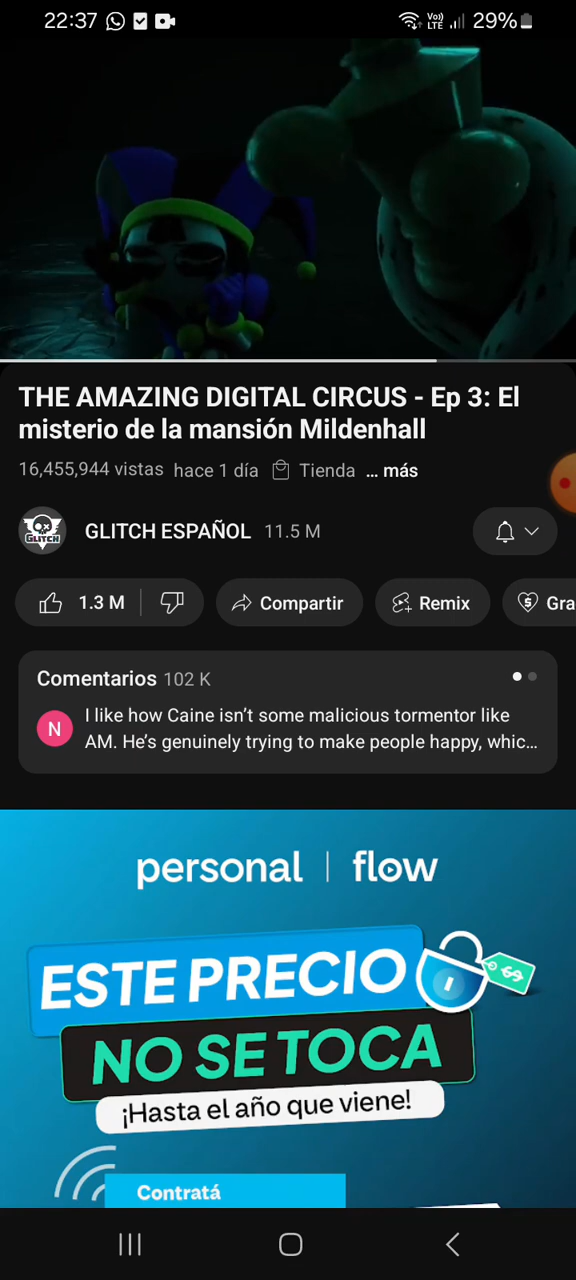 22:37
Vo))
LTE
29%
THE AMAZING DIGITAL CIRCUS - Ep 3: El
misterio de la mansión Mildenhall
16,455,944 vistas hace 1 día Tienda ... más
GLITCH
GLITCH ESPAÑOL 11.5 M
1.3 M Compartir Remix Gra
Comentarios 102 K
N
I like how Caine isn’t some malicious tormentor like
AM. He’s genuinely trying to make people happy, whic...
personal | flow
ESTE PRECIO
$
NO SE TOCA
¡Hasta el año que viene!
Contratá